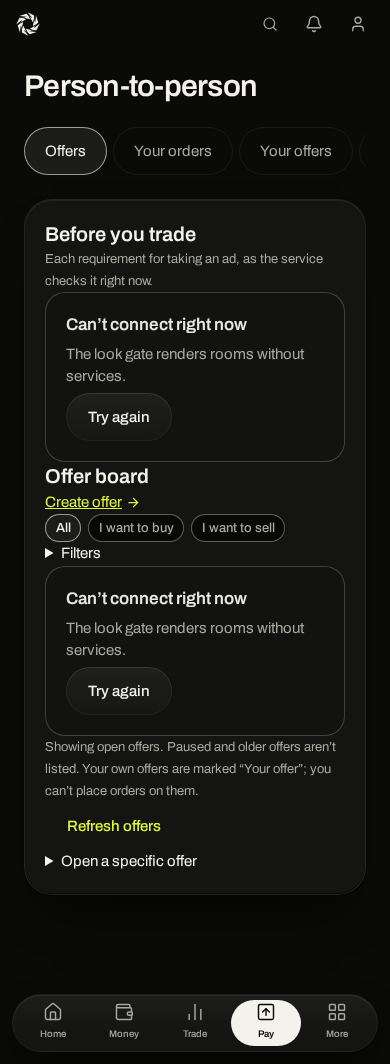 Person-to-person
Offers
Your orders
Your offers
Before you trade
Each requirement for taking an ad, as the service
checks it right now.
Can’t connect right now
The look gate renders rooms without
services.
Try again
Offer board
Create offer →
All
I want to buy
I want to sell
▶ Filters
Can’t connect right now
The look gate renders rooms without
services.
Try again
Showing open offers. Paused and older offers aren’t
listed. Your own offers are marked “Your offer”; you
can’t place orders on them.
Refresh offers
▶ Open a specific offer
Home
Money
Trade
Pay
More